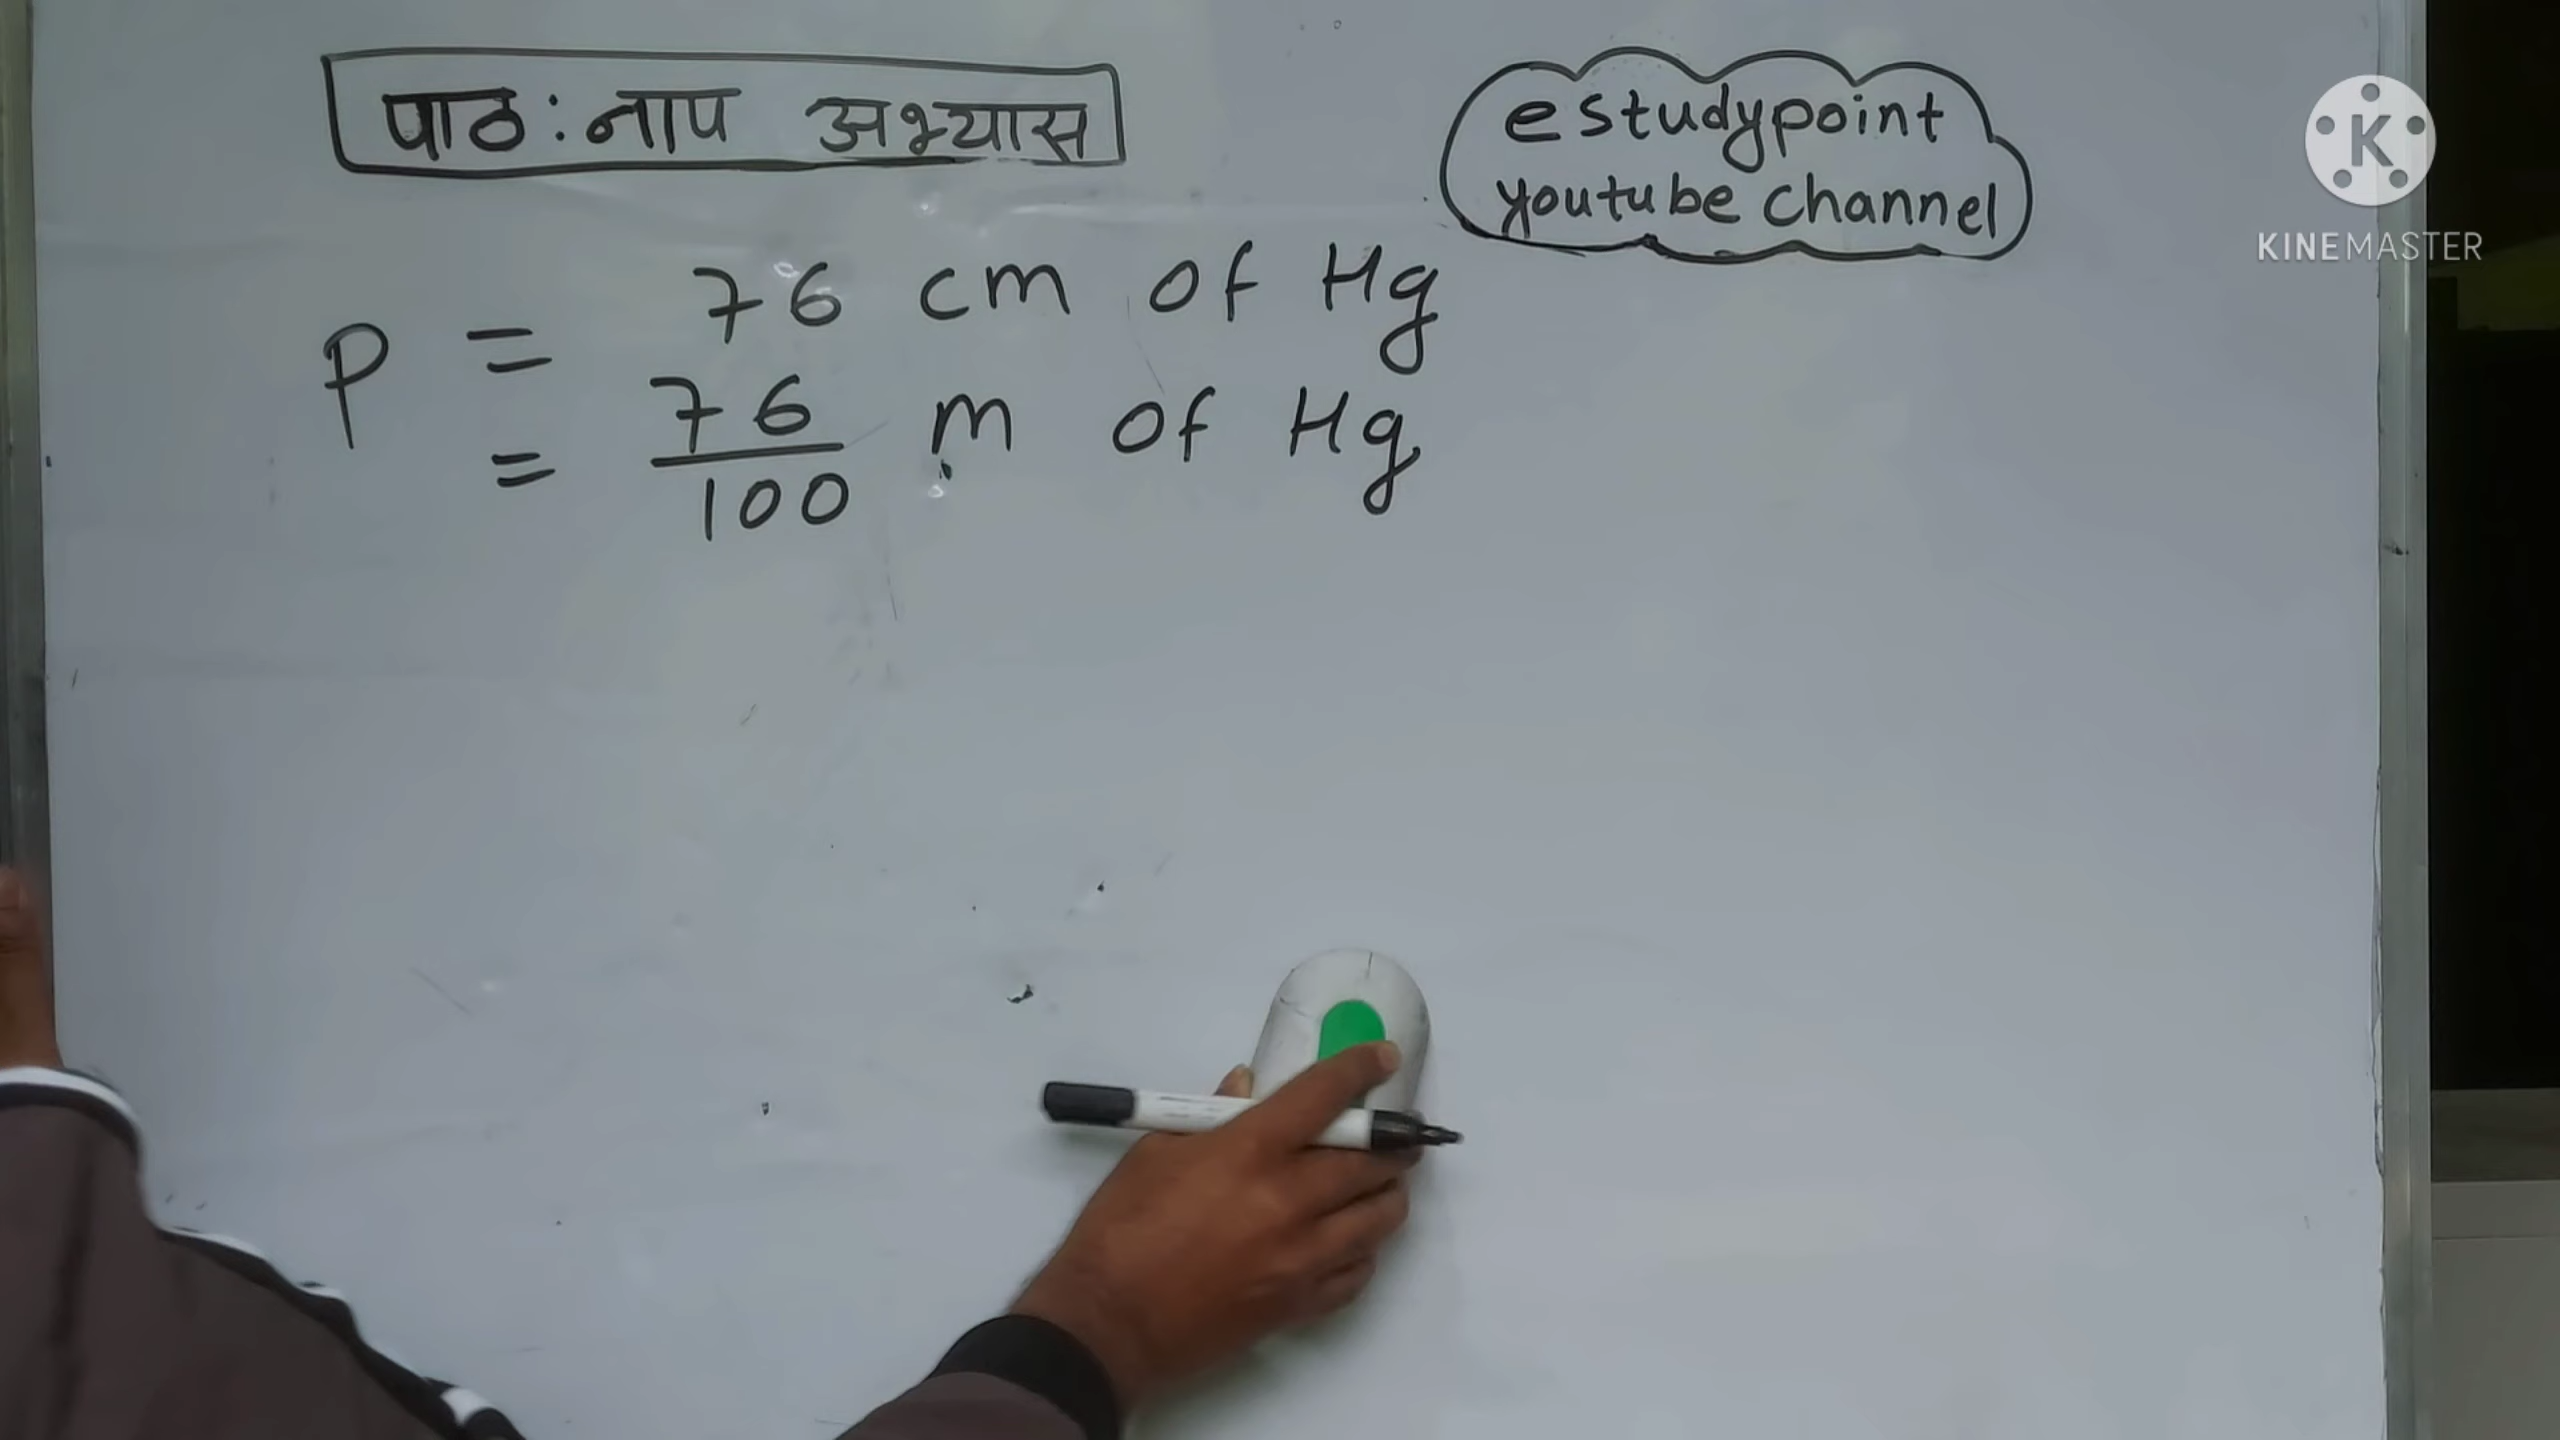 पाठ : नाप अभ्यास
estudypoint
youtube channel
K
KINEMASTER
P = 76 cm of Hg
= 76/100 m of Hg